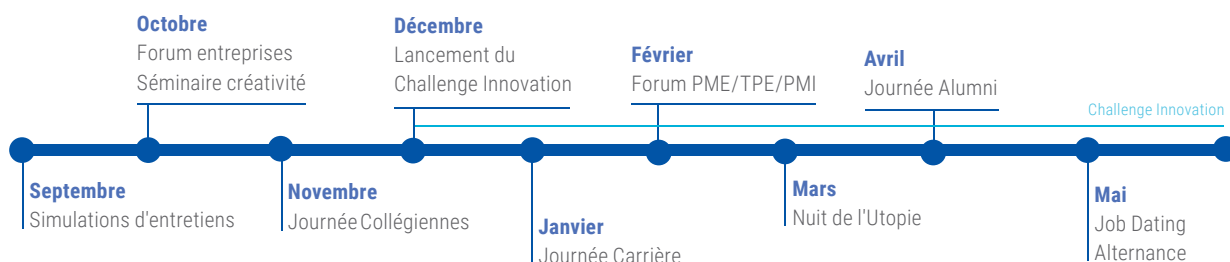 Octobre
Forum entreprises
Séminaire créativité
Décembre
Lancement du
Challenge Innovation
Février
Forum PME/TPE/PMI
Avril
Journée Alumni
Challenge Innovation
Septembre
Simulations d'entretiens
Novembre
Journée Collégiennes
Janvier
Journée Carrière
Mars
Nuit de l'Utopie
Mai
Job Dating
Alternance